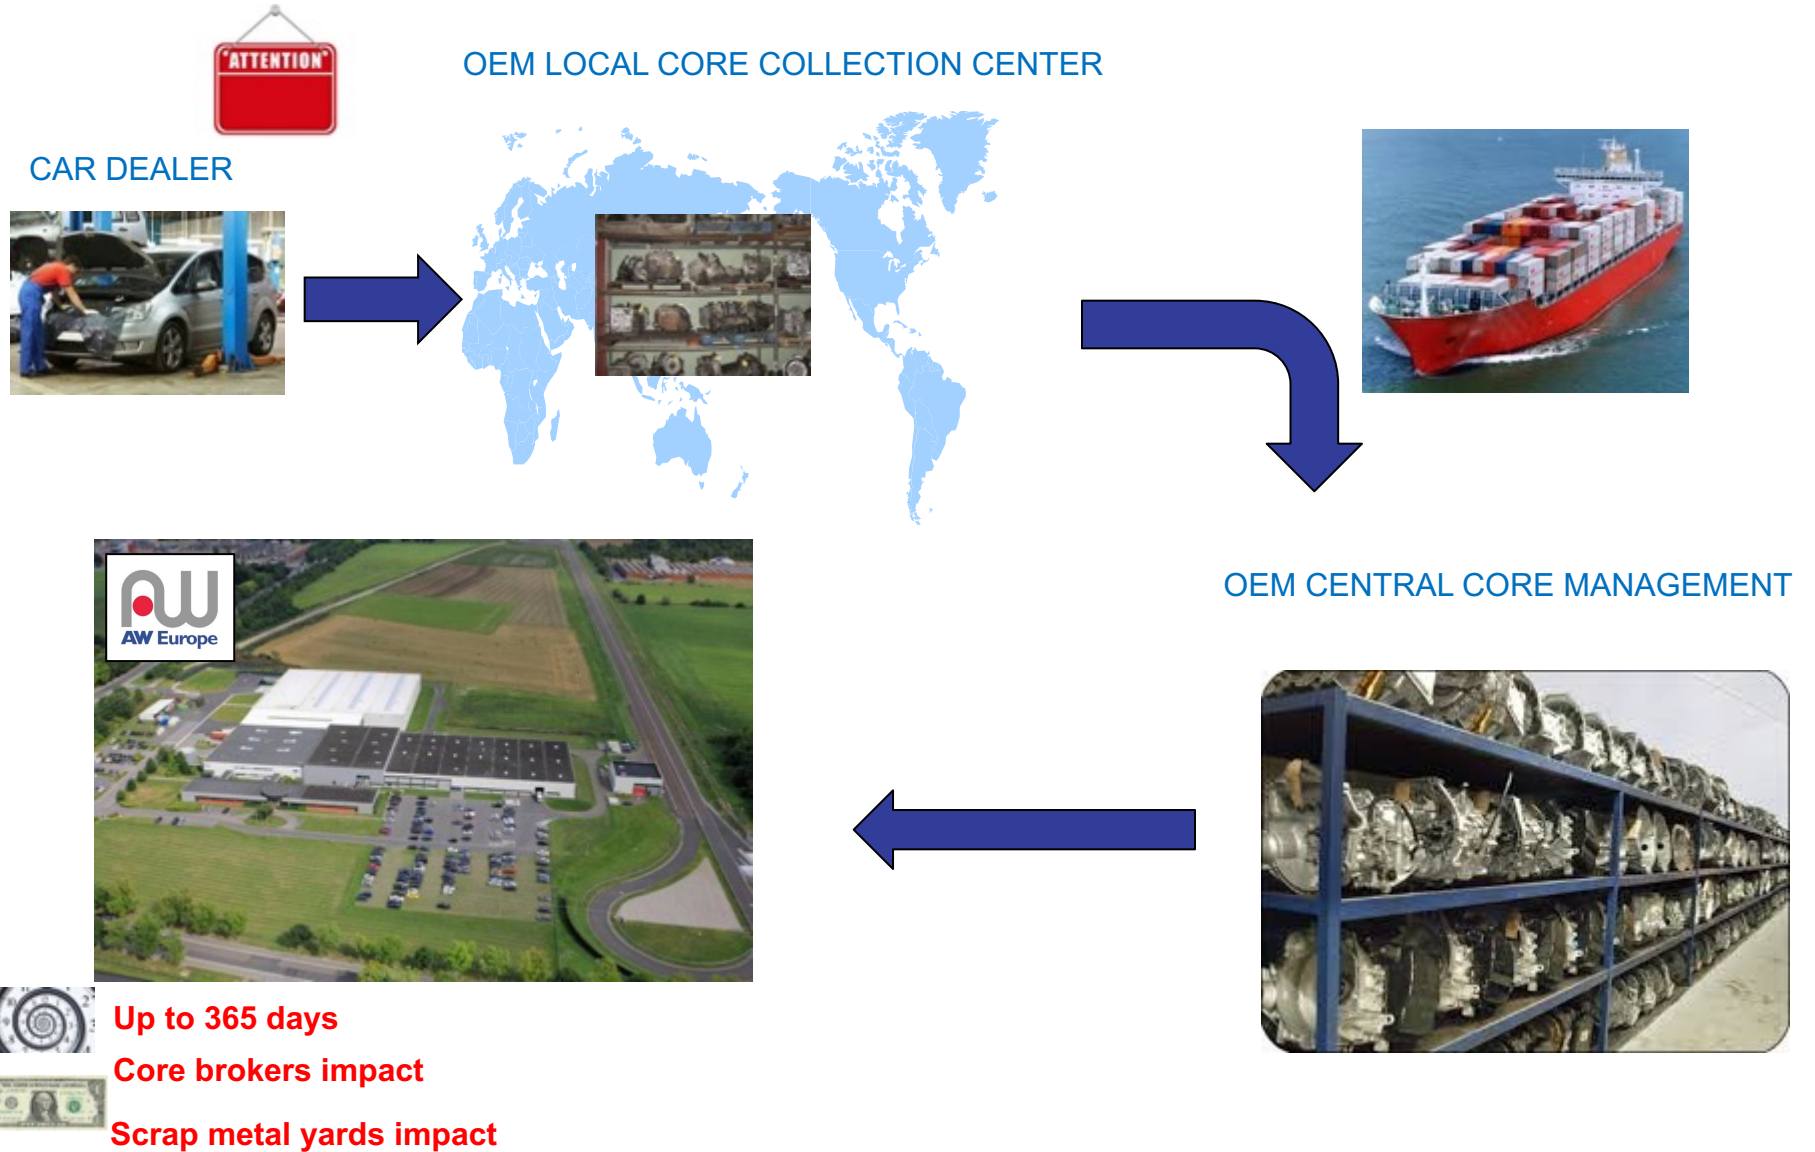 ATTENTION
OEM LOCAL CORE COLLECTION CENTER
CAR DEALER
AW
AW Europe
OEM CENTRAL CORE MANAGEMENT
Up to 365 days
Core brokers impact
Scrap metal yards impact